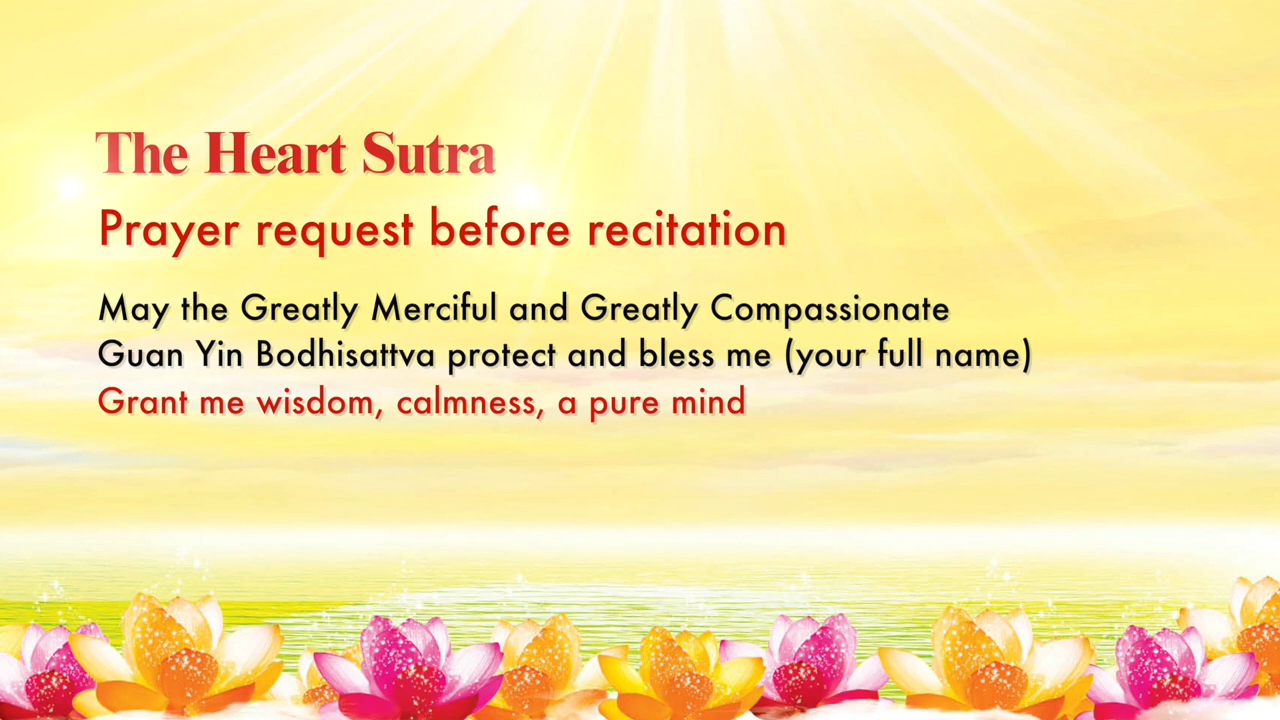 The Heart Sutra
Prayer request before recitation
May the Greatly Merciful and Greatly Compassionate
Guan Yin Bodhisattva protect and bless me (your full name)
Grant me wisdom, calmness, a pure mind